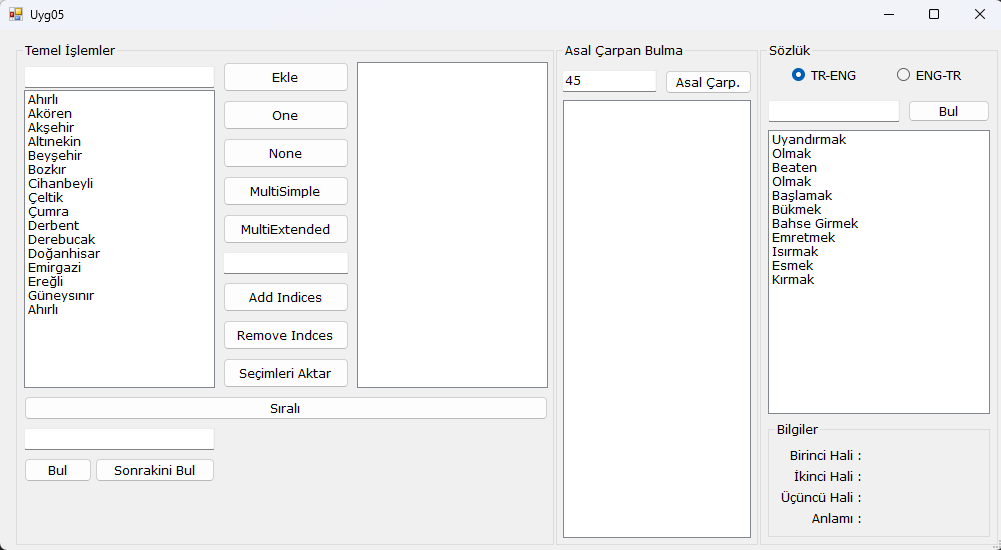 Uyg05
Temel İşlemler
Ekle
One
None
MultiSimple
MultiExtended
Add Indices
Remove Indces
Seçimleri Aktar
Ahırlı
Akören
Akşehir
Altınekin
Beyşehir
Bozkır
Cihanbeyli
Çeltik
Çumra
Derbent
Derebucak
Doğanhisar
Emirgazi
Ereğli
Güneysınır
Ahırlı
Sıralı
Bul
Sonrakini Bul
Asal Çarpan Bulma
45
Asal Çarp.
Sözlük
TR-ENG
ENG-TR
Bul
Uyandırmak
Olmak
Beaten
Olmak
Başlamak
Bükmek
Bahse Girmek
Emretmek
Isırmak
Esmek
Kırmak
Bilgiler
Birinci Hali :
İkinci Hali :
Üçüncü Hali :
Anlamı :